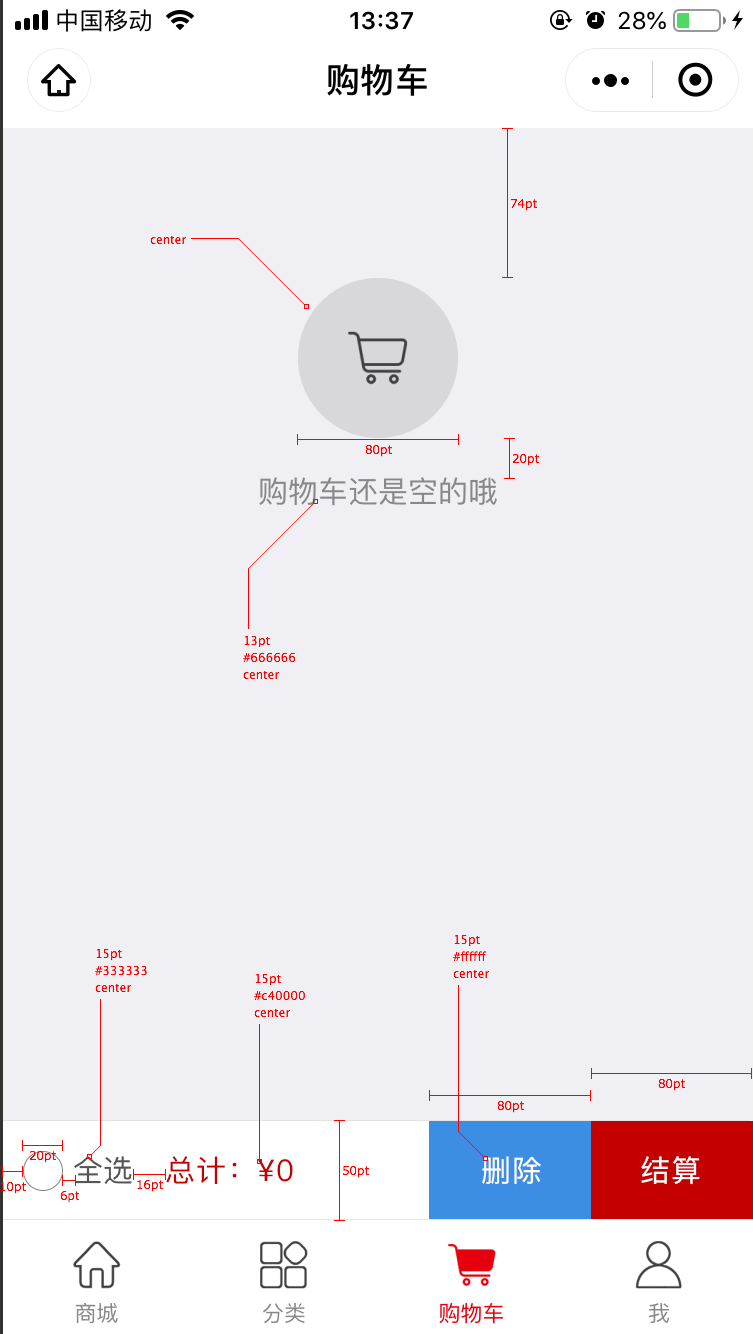 中国移动 13:37 28%
购物车
74pt
center
80pt
20pt
购物车还是空的哦
13pt
#666666
center
15pt
#333333
center
15pt
#c40000
center
15pt
#ffffff
center
80pt
80pt
20pt
10pt
6pt
全选
16pt
总计：¥0
50pt
删除
结算
商城
分类
购物车
我